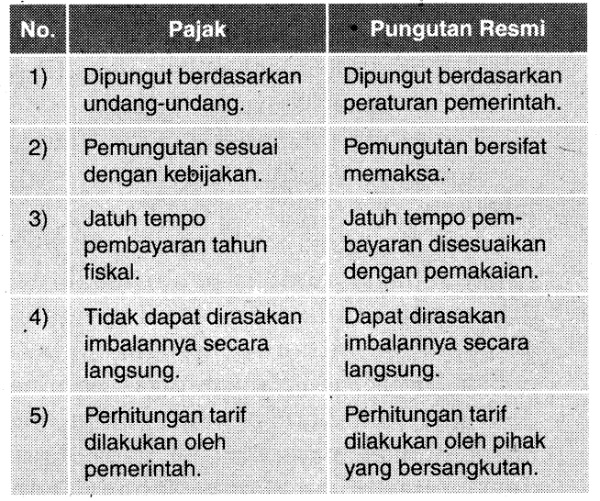 No. Pajak Pungutan Resmi
1) Dipungut berdasarkan undang-undang. Dipungut berdasarkan peraturan pemerintah.
2) Pemungutan sesuai dengan kebijakan. Pemungutan bersifat memaksa.
3) Jatuh tempo pembayaran tahun fiskal. Jatuh tempo pem-bayaran disesuaikan dengan pemakaian.
4) Tidak dapat dirasakan imbalannya secara langsung. Dapat dirasakan imbalannya secara langsung.
5) Perhitungan tarif dilakukan oleh pemerintah. Perhitungan tarif dilakukan oleh pihak yang bersangkutan.